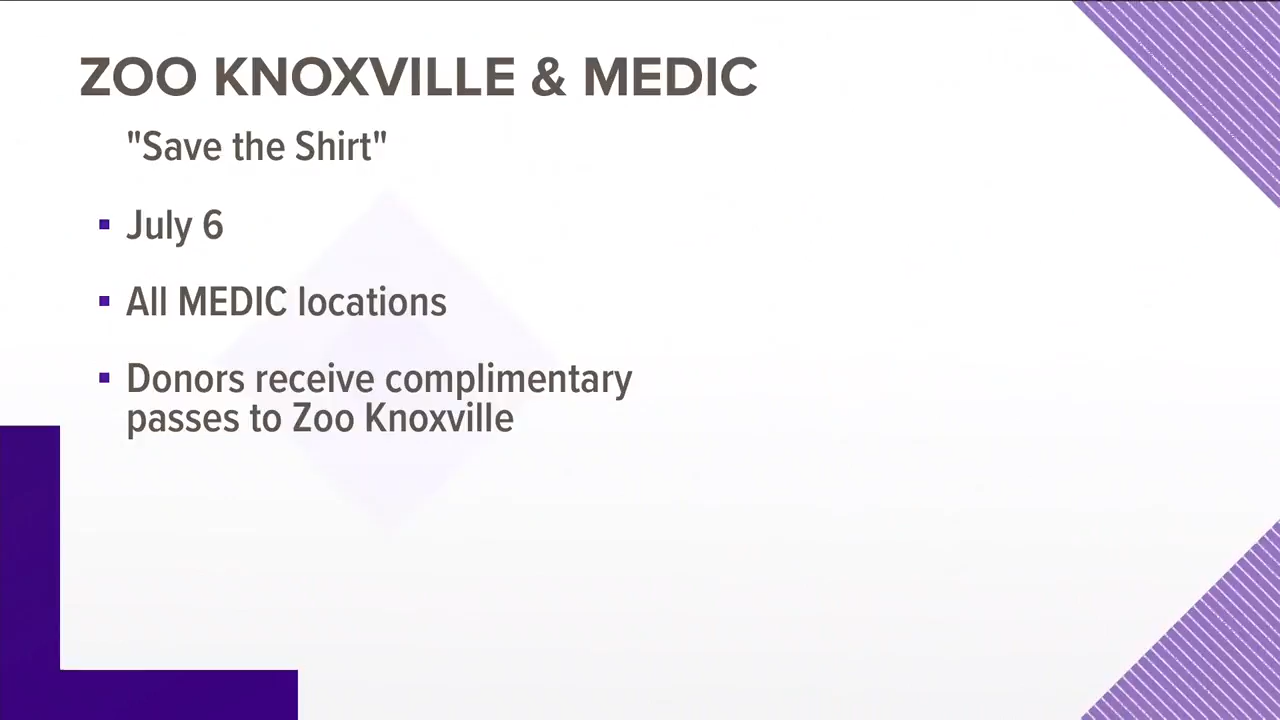 ZOO KNOXVILLE & MEDIC
"Save the Shirt"
July 6
All MEDIC locations
Donors receive complimentary
passes to Zoo Knoxville